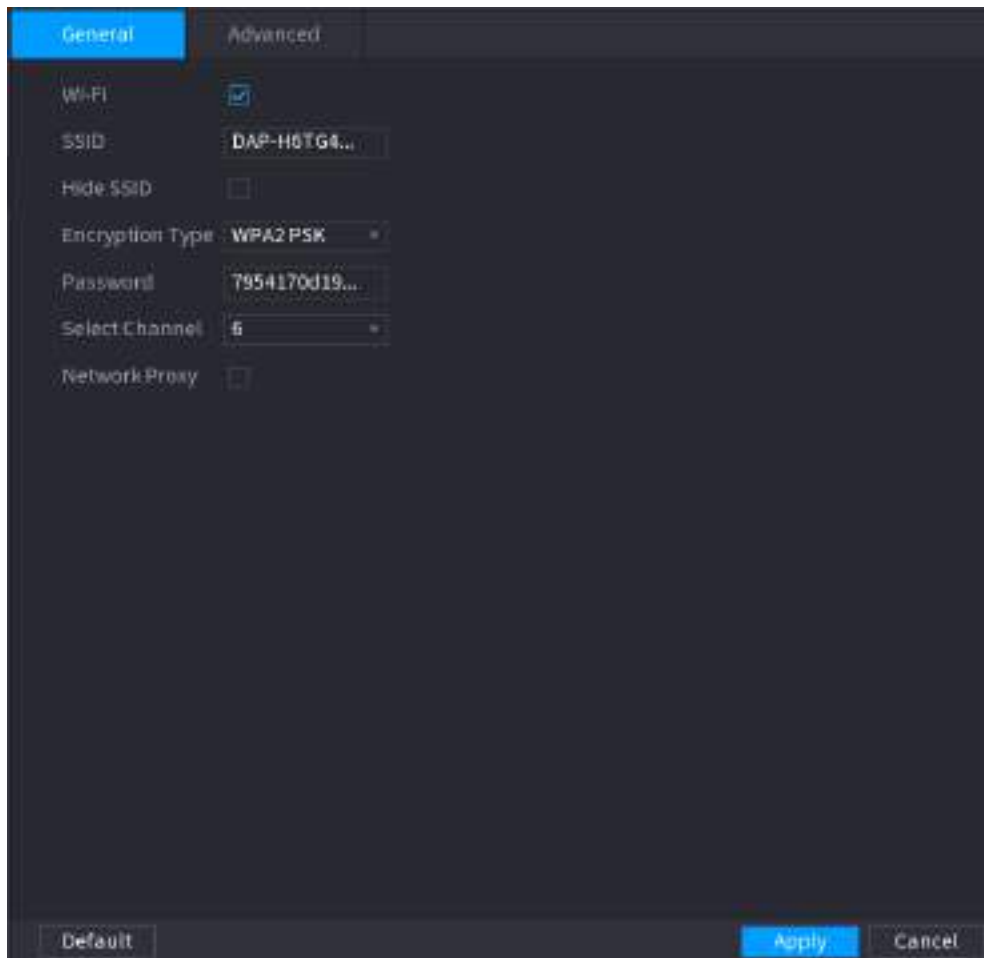 General Advanced
Wi-Fi
SSID DAP-H6TG4...
Hide SSID
Encryption Type WPA2 PSK
Password 7954170d19...
Select Channel 6
Network Proxy
Default Apply Cancel